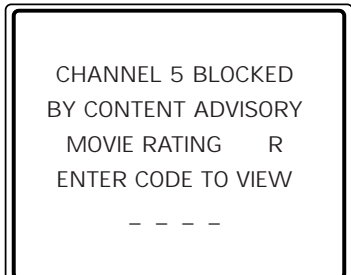 CHANNEL 5 BLOCKED
BY CONTENT ADVISORY
MOVIE RATING R
ENTER CODE TO VIEW
_ _ _ _